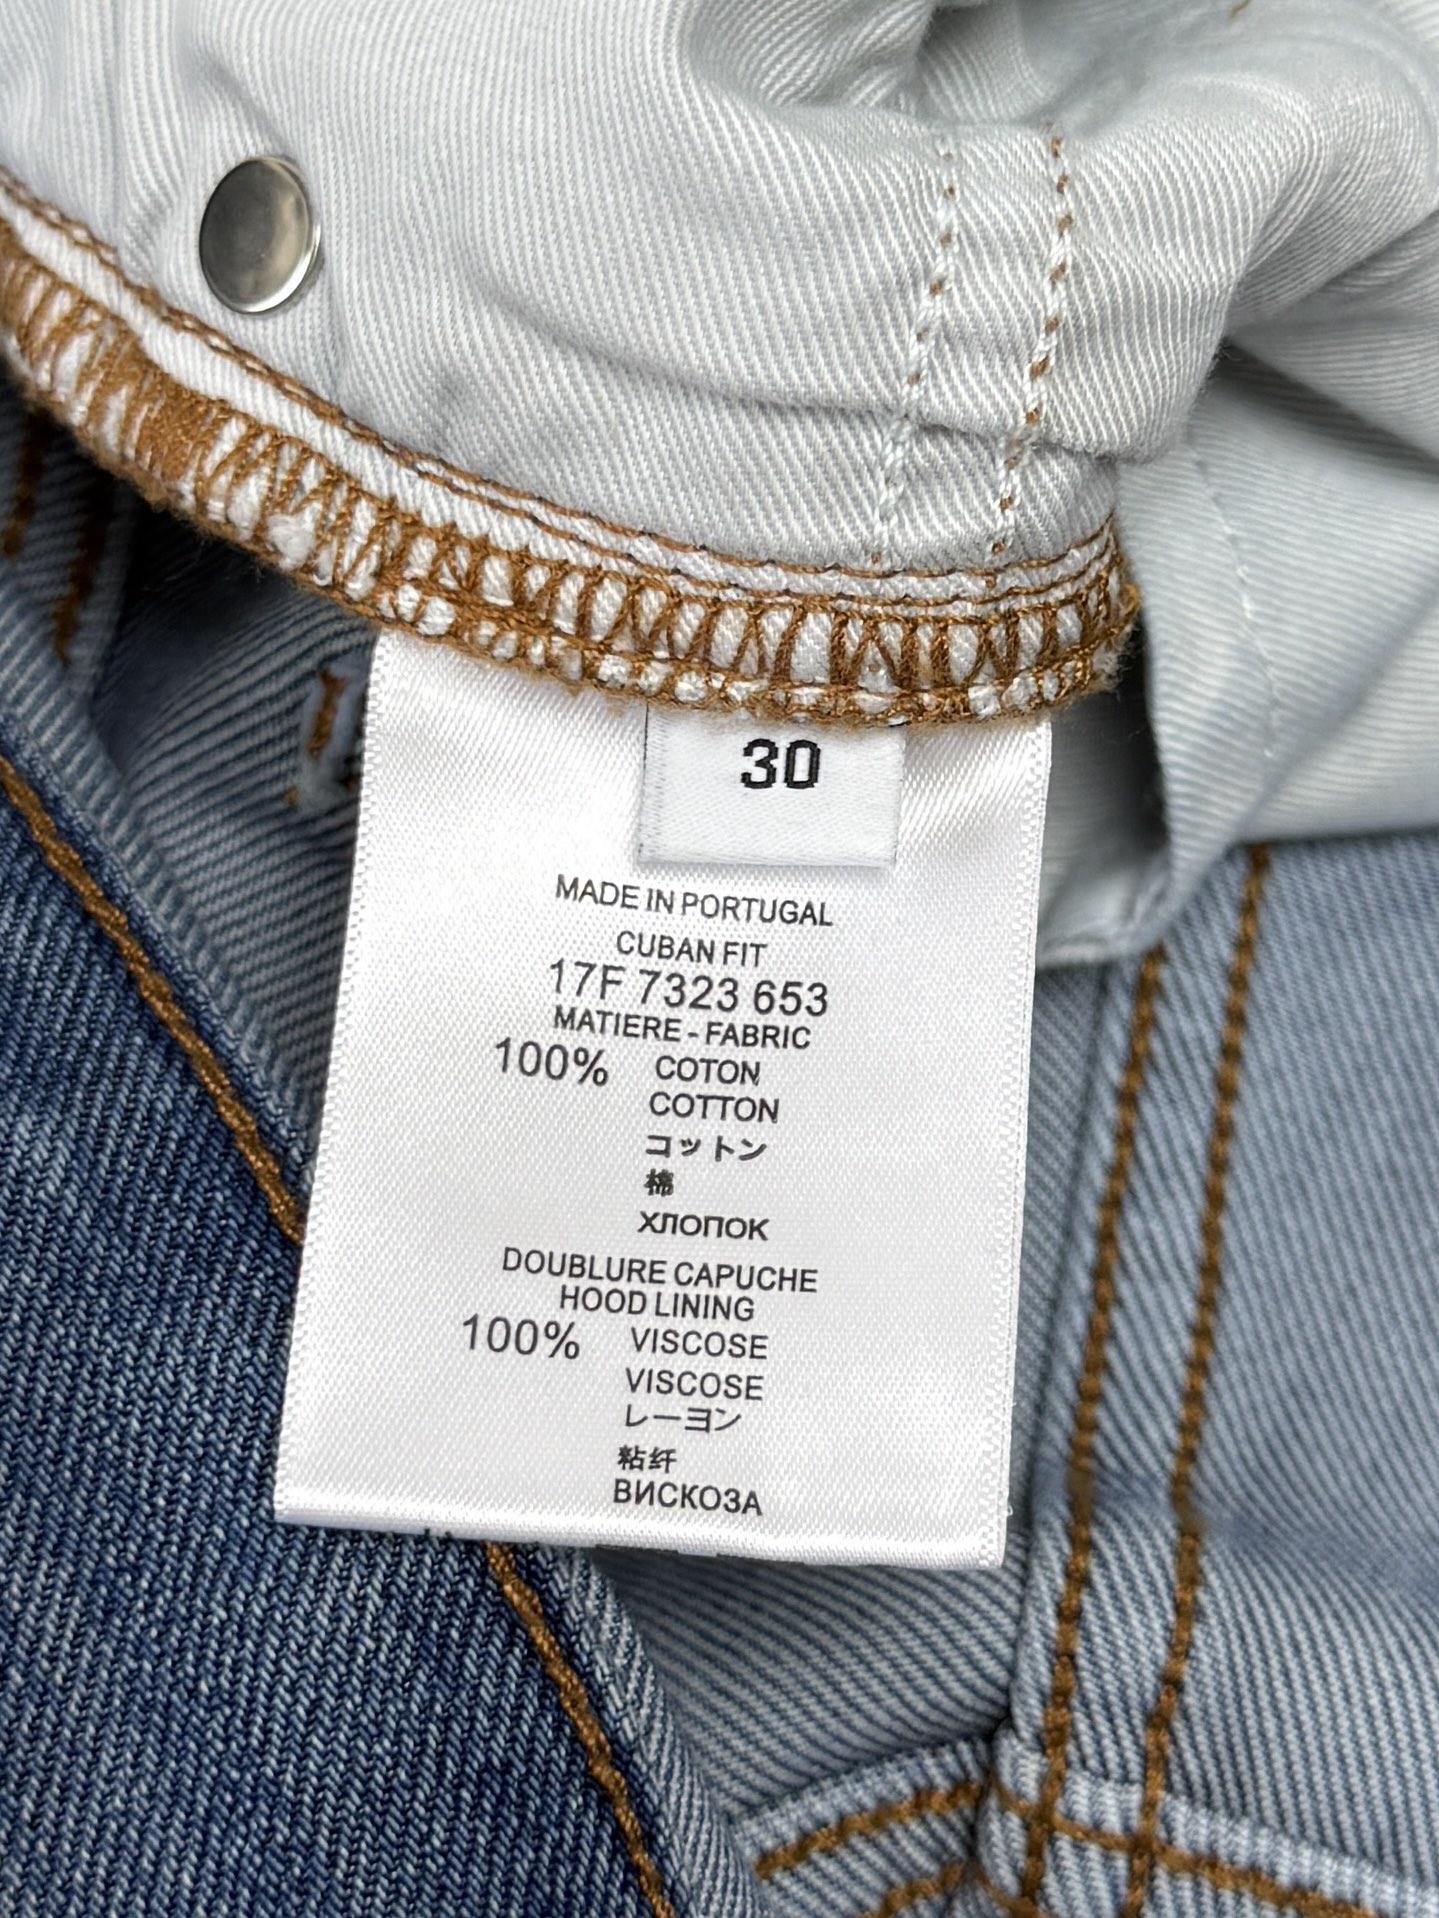 30
MADE IN PORTUGAL
CUBAN FIT
17F 7323 653
MATIERE - FABRIC
100% COTON
COTTON
コットン
棉
ХЛОПОК
DOUBLURE CAPUCHE
HOOD LINING
100% VISCOSE
VISCOSE
レーヨン
粘纤
ВИСКОЗА